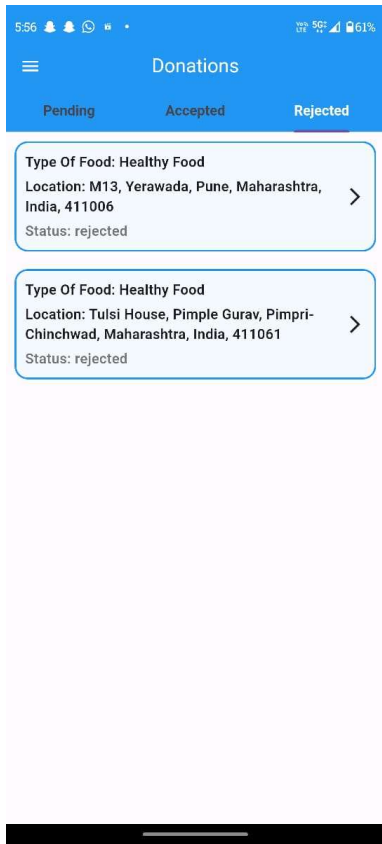 5:56 61%
Donations
Pending Accepted Rejected
Type Of Food: Healthy Food
Location: M13, Yerawada, Pune, Maharashtra,
India, 411006
Status: rejected
Type Of Food: Healthy Food
Location: Tulsi House, Pimple Gurav, Pimpri-
Chinchwad, Maharashtra, India, 411061
Status: rejected